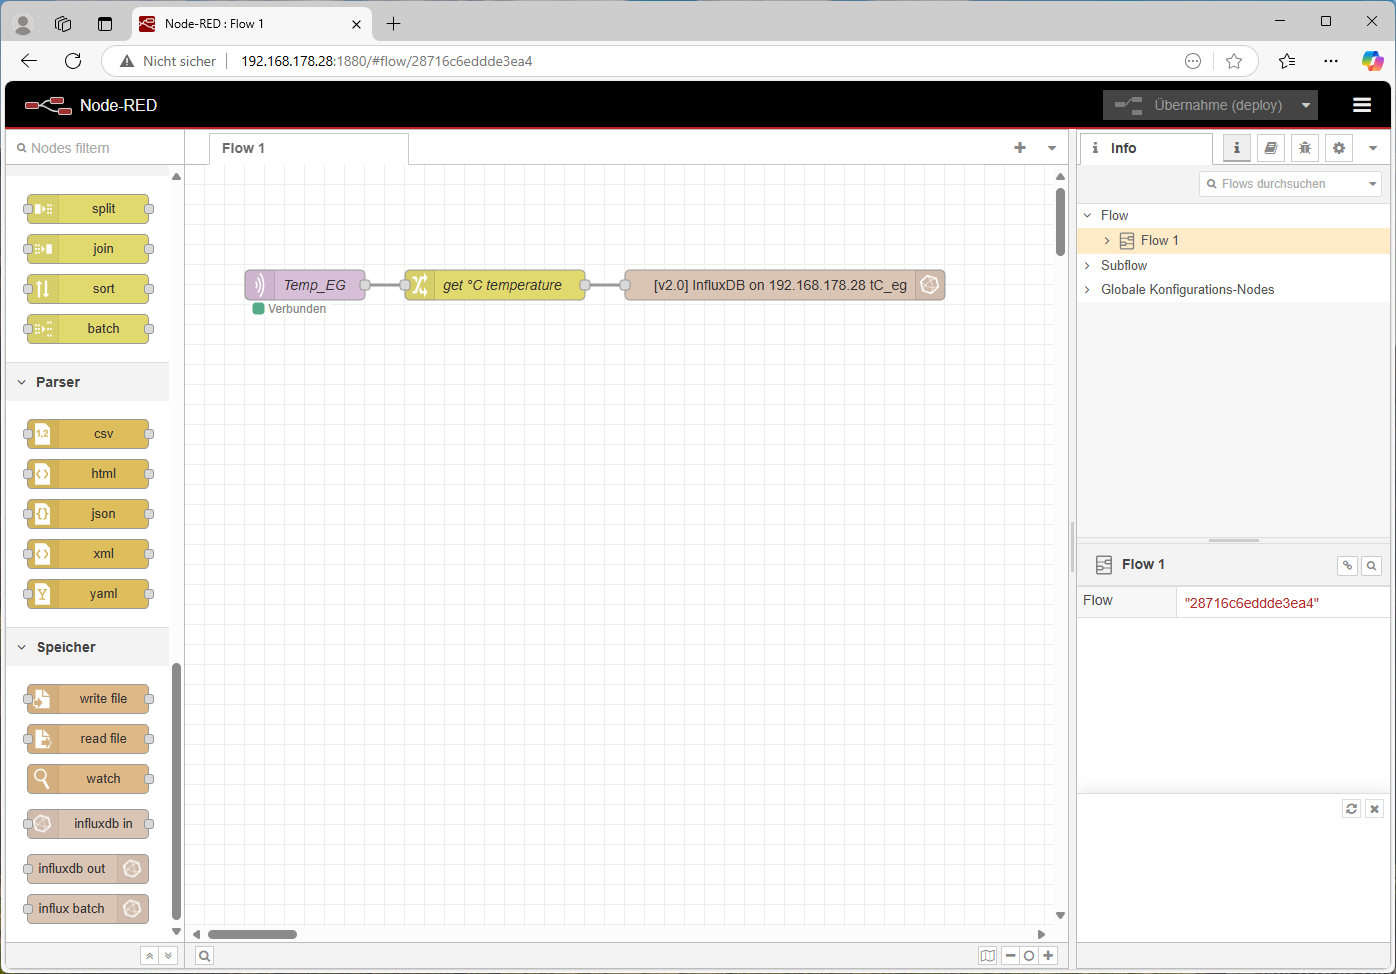 Node-RED : Flow 1
Nicht sicher
192.168.178.28:1880/#flow/28716c6eddde3ea4
Node-RED
Übernahme (deploy)
Nodes filtern
Flow 1
Info
Flows durchsuchen
split
join
sort
batch
Parser
csv
1,2
html
json
xml
yaml
Y
Speicher
write file
read file
watch
influxdb in
influxdb out
influx batch
Temp_EG
Verbunden
get °C temperature
[v2.0] InfluxDB on 192.168.178.28 tC_eg
Flow
Flow 1
Subflow
Globale Konfigurations-Nodes
Flow 1
Flow
"28716c6eddde3ea4"